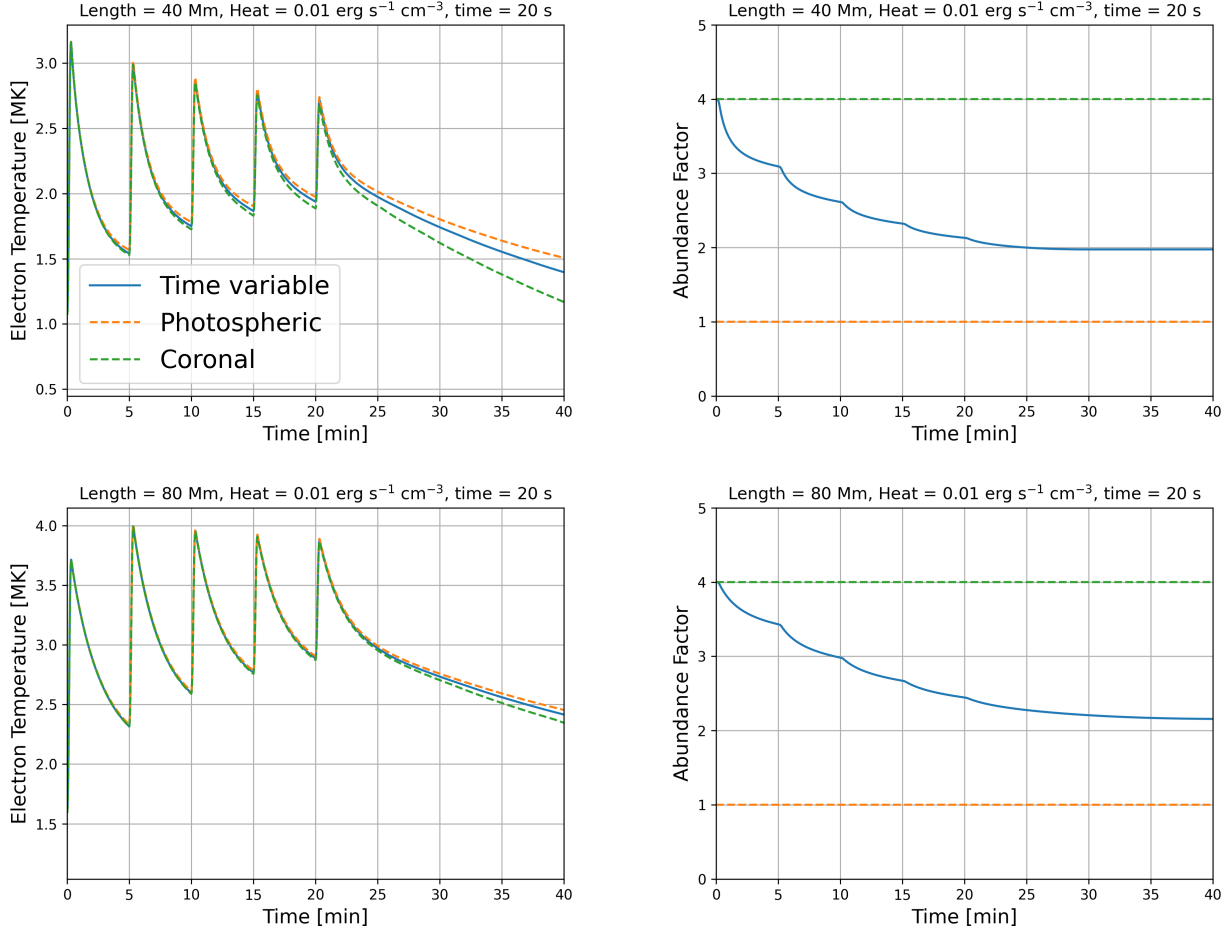 Length = 40 Mm, Heat = 0.01 erg s⁻¹ cm⁻³, time = 20 s
Electron Temperature [MK]
3.0
2.5
2.0
1.5
1.0
0.5
Time variable
Photospheric
Coronal
0 5 10 15 20 25 30 35 40
Time [min]
Length = 40 Mm, Heat = 0.01 erg s⁻¹ cm⁻³, time = 20 s
Abundance Factor
5
4
3
2
1
0
0 5 10 15 20 25 30 35 40
Time [min]
Length = 80 Mm, Heat = 0.01 erg s⁻¹ cm⁻³, time = 20 s
Electron Temperature [MK]
4.0
3.5
3.0
2.5
2.0
1.5
0 5 10 15 20 25 30 35 40
Time [min]
Length = 80 Mm, Heat = 0.01 erg s⁻¹ cm⁻³, time = 20 s
Abundance Factor
5
4
3
2
1
0
0 5 10 15 20 25 30 35 40
Time [min]